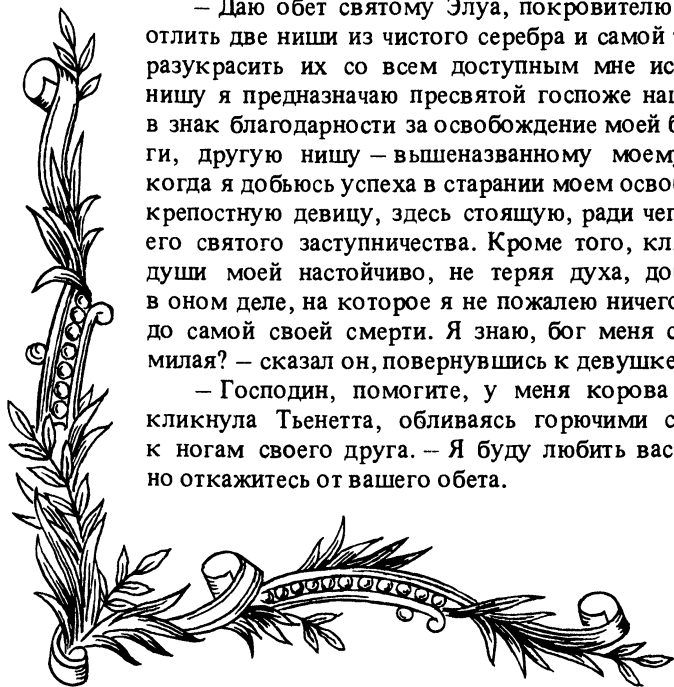 – Даю обет святому Элуа, покровителю
отлить две ниши из чистого серебра и самой
разукрасить их со всем доступным мне ис
нишу я предназначаю пресвятой госпоже на
в знак благодарности за освобождение моей
ги, другую нишу – вышеназванному моем
когда я добьюсь успеха в старании моем осво
крепостную девицу, здесь стоящую, ради чег
его святого заступничества. Кроме того, кл
души моей настойчиво, не теряя духа, до
в оном деле, на которое я не пожалею ничег
до самой своей смерти. Я знаю, бог меня
милая? – сказал он, повернувшись к девушке
– Господин, помогите, у меня корова
кликнула Тьенетта, обливаясь горючими с
к ногам своего друга. – Я буду любить вас
но откажитесь от вашего обета.